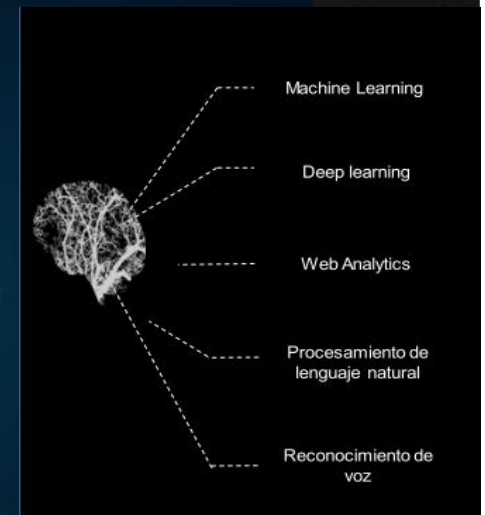 Machine Learning
Deep learning
Web Analytics
Procesamiento de
lenguaje natural
Reconocimiento de
voz